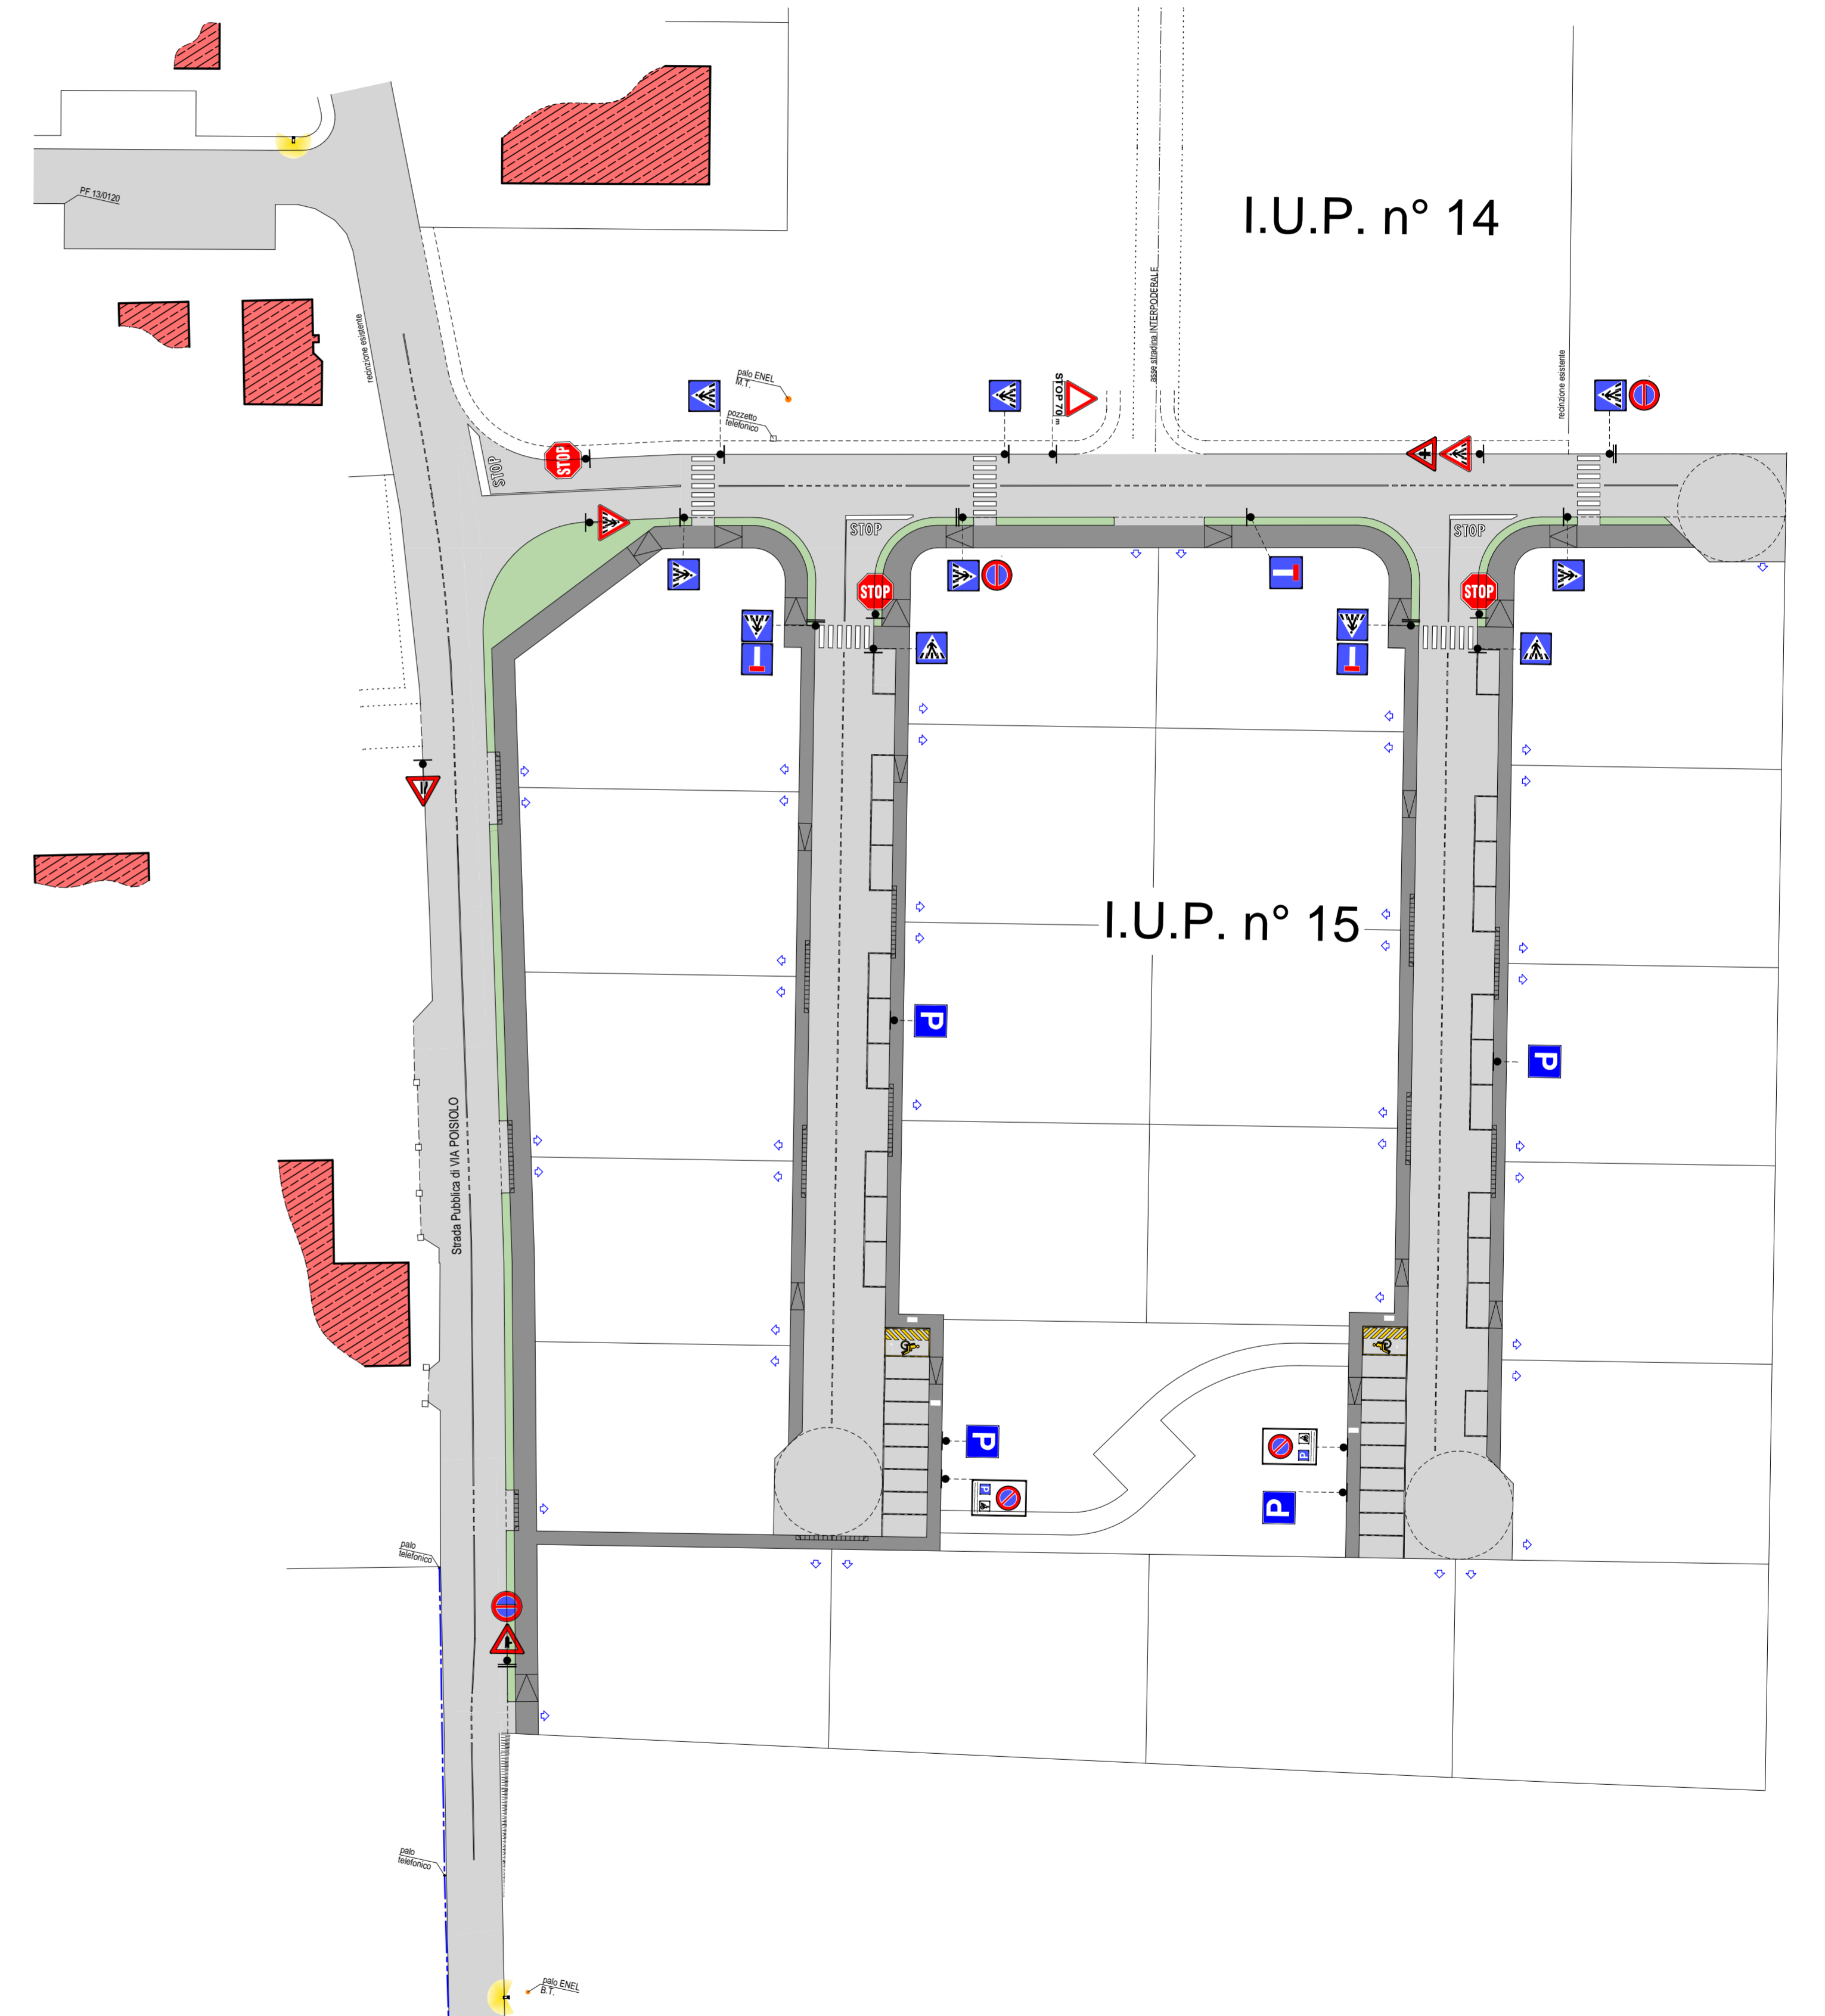 PF 13/0120
I.U.P. n° 14
asse stradina INTERPODERALE
recinzione esistente
recinzione esistente
palo ENEL
M.T.
pozzetto
telefonico
STOP 70 m
STOP
STOP
STOP
STOP
STOP
STOP
I.U.P. n° 15
P
P
Strada Pubblica di VIA POISIOLO
P
P
P
P
palo
telefonico
palo
telefonico
palo ENEL
B.T.